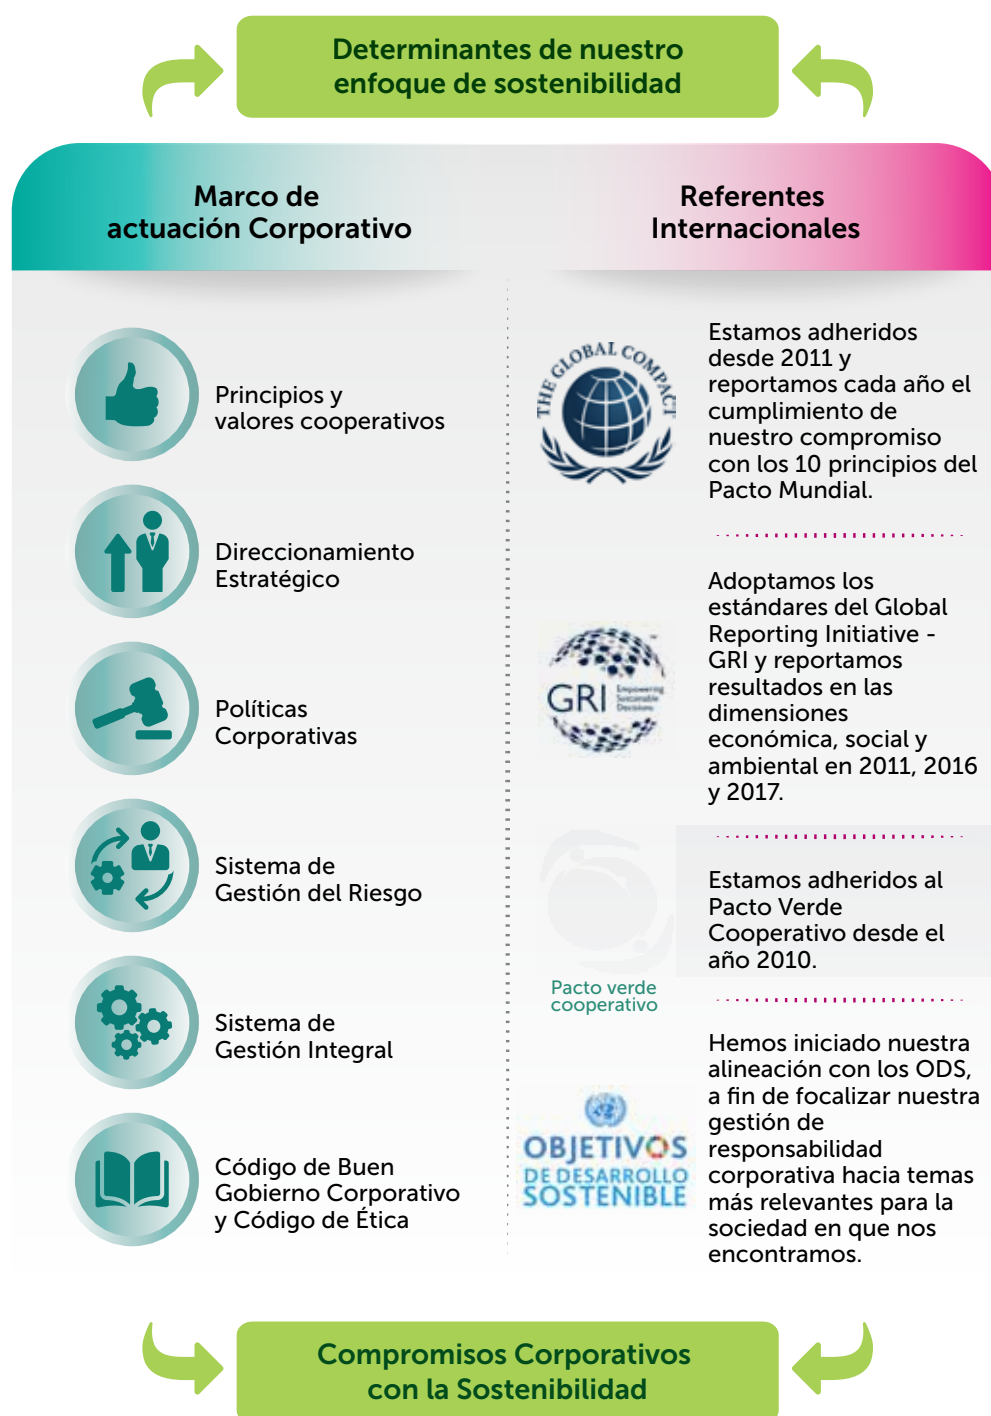 Determinantes de nuestro
enfoque de sostenibilidad
Marco de
actuación Corporativo
Principios y
valores cooperativos
Direccionamiento
Estratégico
Políticas
Corporativas
Sistema de
Gestión del Riesgo
Sistema de
Gestión Integral
Código de Buen
Gobierno Corporativo
y Código de Ética
Referentes
Internacionales
THE GLOBAL COMPACT
Estamos adheridos
desde 2011 y
reportamos cada año el
cumplimiento de
nuestro compromiso
con los 10 principios del
Pacto Mundial.
GRI
Empowering
Sustainable
Decisions
Adoptamos los
estándares del Global
Reporting Initiative -
GRI y reportamos
resultados en las
dimensiones
económica, social y
ambiental en 2011, 2016
y 2017.
Pacto verde
cooperativo
Estamos adheridos al
Pacto Verde
Cooperativo desde el
año 2010.
OBJETIVOS
DE DESARROLLO
SOSTENIBLE
Hemos iniciado nuestra
alineación con los ODS,
a fin de focalizar nuestra
gestión de
responsabilidad
corporativa hacia temas
más relevantes para la
sociedad en que nos
encontramos.
Compromisos Corporativos
con la Sostenibilidad